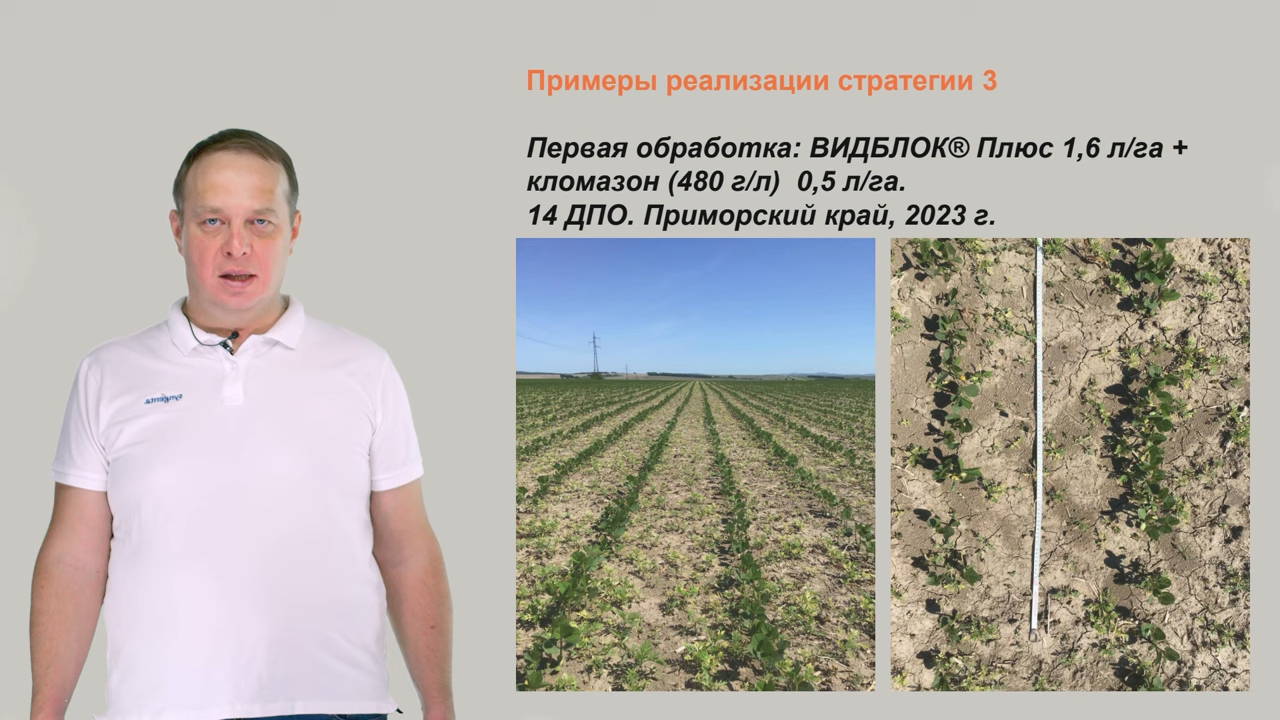 Примеры реализации стратегии 3
Первая обработка: ВИДБЛОК® Плюс 1,6 л/га +
кломазон (480 г/л) 0,5 л/га.
14 ДПО. Приморский край, 2023 г.